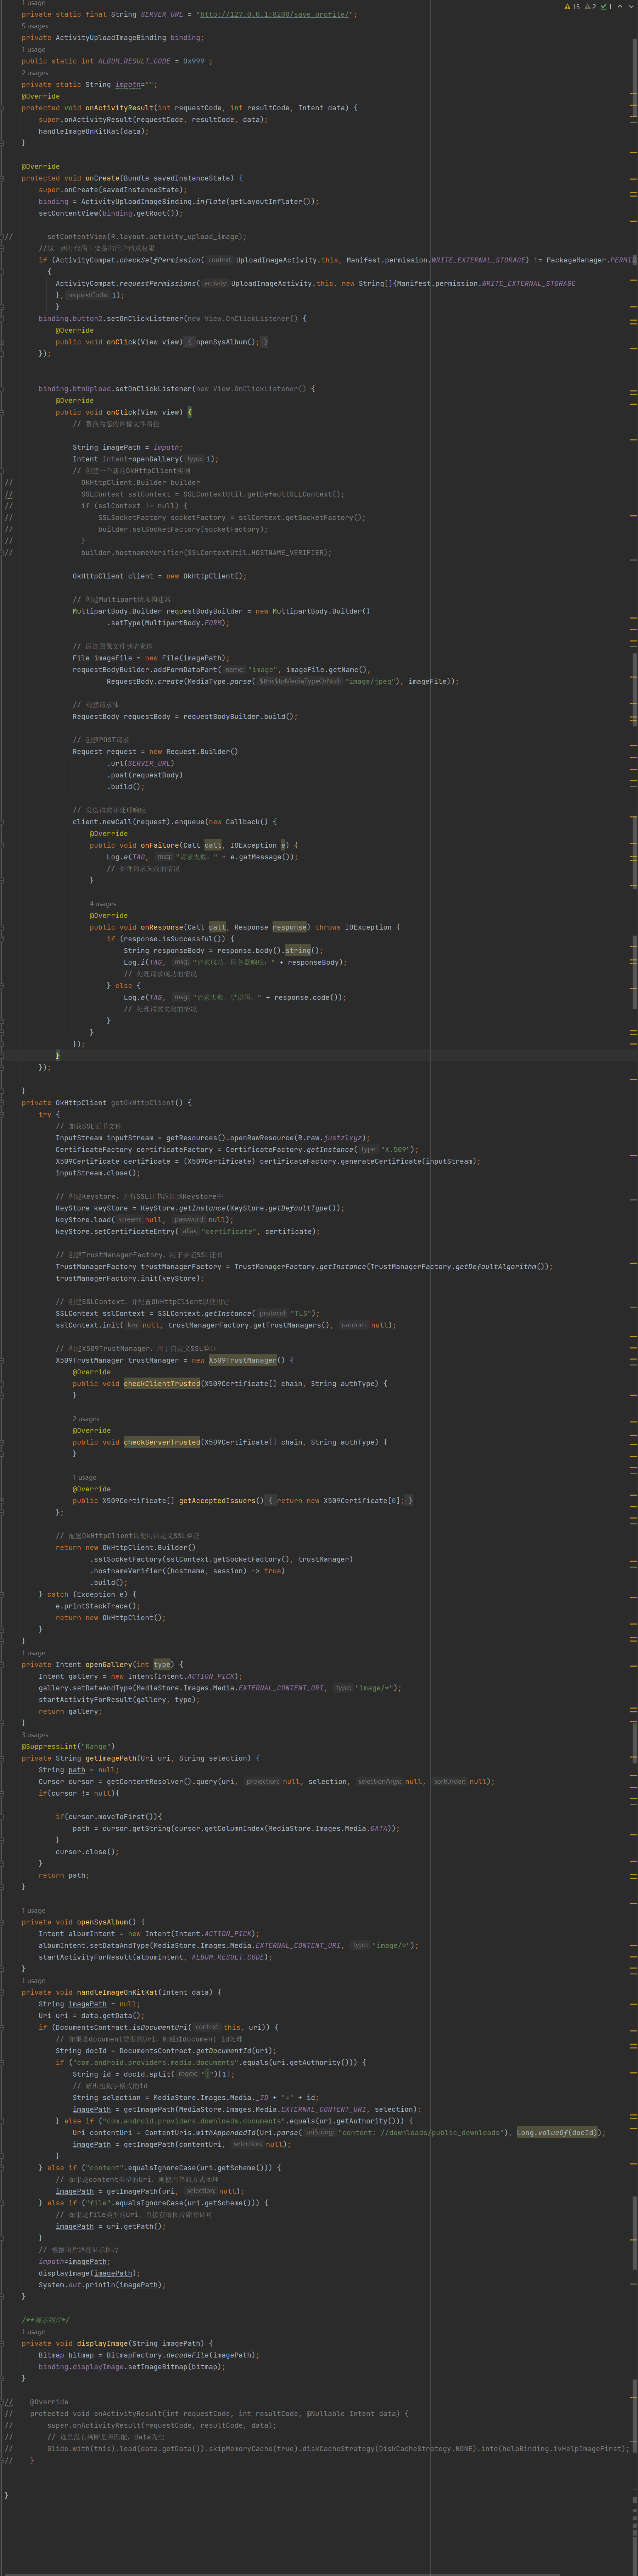 1 usage
private static final String SERVER_URL = "http://127.0.0.1:8200/save_profile/";
15 2 1
5 usages
private ActivityUploadImageBinding binding;
1 usage
public static int ALBUM_RESULT_CODE = 0x999 ;
2 usages
private static String impath="";
@Override
protected void onActivityResult(int requestCode, int resultCode, Intent data) {
super.onActivityResult(requestCode, resultCode, data);
handleImageOnKitKat(data);
}
@Override
protected void onCreate(Bundle savedInstanceState) {
super.onCreate(savedInstanceState);
binding = ActivityUploadImageBinding.inflate(getLayoutInflater());
setContentView(binding.getRoot());
// setContentView(R.layout.activity_upload_image);
//这一两行代码主要是向用户请求权限
if (ActivityCompat.checkSelfPermission( context: UploadImageActivity.this, Manifest.permission.WRITE_EXTERNAL_STORAGE) != PackageManager.PERMIS
{
ActivityCompat.requestPermissions( activity: UploadImageActivity.this, new String[]{Manifest.permission.WRITE_EXTERNAL_STORAGE
}, requestCode: 1);
}
binding.button2.setOnClickListener(new View.OnClickListener() {
@Override
public void onClick(View view) { openSysAlbum(); }
});
binding.btnUpload.setOnClickListener(new View.OnClickListener() {
@Override
public void onClick(View view) {
// 替换为您的图像文件路径
String imagePath = impath;
Intent intent=openGallery( type: 1);
// 创建一个新的OkHttpClient实例
// OkHttpClient.Builder builder
// SSLContext sslContext = SSLContextUtil.getDefaultSLLContext();
// if (sslContext != null) {
// SSLSocketFactory socketFactory = sslContext.getSocketFactory();
// builder.sslSocketFactory(socketFactory);
// }
// builder.hostnameVerifier(SSLContextUtil.HOSTNAME_VERIFIER);
OkHttpClient client = new OkHttpClient();
// 创建Multipart请求构建器
MultipartBody.Builder requestBodyBuilder = new MultipartBody.Builder()
.setType(MultipartBody.FORM);
// 添加图像文件到请求体
File imageFile = new File(imagePath);
requestBodyBuilder.addFormDataPart( name: "image", imageFile.getName(),
RequestBody.create(MediaType.parse( $this$toMediaTypeOrNull: "image/jpeg"), imageFile));
// 构建请求体
RequestBody requestBody = requestBodyBuilder.build();
// 创建POST请求
Request request = new Request.Builder()
.url(SERVER_URL)
.post(requestBody)
.build();
// 发送请求并处理响应
client.newCall(request).enqueue(new Callback() {
@Override
public void onFailure(Call call, IOException e) {
Log.e(TAG, msg: "请求失败：" + e.getMessage());
// 处理请求失败的情况
}
4 usages
@Override
public void onResponse(Call call, Response response) throws IOException {
if (response.isSuccessful()) {
String responseBody = response.body().string();
Log.i(TAG, msg: "请求成功，服务器响应：" + responseBody);
// 处理请求成功的情况
} else {
Log.e(TAG, msg: "请求失败，错误码：" + response.code());
// 处理请求失败的情况
}
}
});
}
});
}
private OkHttpClient getOkHttpClient() {
try {
// 加载SSL证书文件
InputStream inputStream = getResources().openRawResource(R.raw.justzlxyz);
CertificateFactory certificateFactory = CertificateFactory.getInstance( type: "X.509");
X509Certificate certificate = (X509Certificate) certificateFactory.generateCertificate(inputStream);
inputStream.close();
// 创建Keystore，并将SSL证书添加到Keystore中
KeyStore keyStore = KeyStore.getInstance(KeyStore.getDefaultType());
keyStore.load( stream: null, password: null);
keyStore.setCertificateEntry( alias: "certificate", certificate);
// 创建TrustManagerFactory，用于验证SSL证书
TrustManagerFactory trustManagerFactory = TrustManagerFactory.getInstance(TrustManagerFactory.getDefaultAlgorithm());
trustManagerFactory.init(keyStore);
// 创建SSLContext，并配置OkHttpClient以使用它
SSLContext sslContext = SSLContext.getInstance( protocol: "TLS");
sslContext.init( km: null, trustManagerFactory.getTrustManagers(), random: null);
// 创建X509TrustManager，用于自定义SSL验证
X509TrustManager trustManager = new X509TrustManager() {
@Override
public void checkClientTrusted(X509Certificate[] chain, String authType) {
}
2 usages
@Override
public void checkServerTrusted(X509Certificate[] chain, String authType) {
}
1 usage
@Override
public X509Certificate[] getAcceptedIssuers() { return new X509Certificate[0]; }
};
// 配置OkHttpClient以使用自定义SSL验证
return new OkHttpClient.Builder()
.sslSocketFactory(sslContext.getSocketFactory(), trustManager)
.hostnameVerifier((hostname, session) -> true)
.build();
} catch (Exception e) {
e.printStackTrace();
return new OkHttpClient();
}
}
1 usage
private Intent openGallery(int type) {
Intent gallery = new Intent(Intent.ACTION_PICK);
gallery.setDataAndType(MediaStore.Images.Media.EXTERNAL_CONTENT_URI, type: "image/*");
startActivityForResult(gallery, type);
return gallery;
}
3 usages
@SuppressLint("Range")
private String getImagePath(Uri uri, String selection) {
String path = null;
Cursor cursor = getContentResolver().query(uri, projection: null, selection, selectionArgs: null, sortOrder: null);
if(cursor != null){
if(cursor.moveToFirst()){
path = cursor.getString(cursor.getColumnIndex(MediaStore.Images.Media.DATA));
}
cursor.close();
}
return path;
}
1 usage
private void openSysAlbum() {
Intent albumIntent = new Intent(Intent.ACTION_PICK);
albumIntent.setDataAndType(MediaStore.Images.Media.EXTERNAL_CONTENT_URI, type: "image/*");
startActivityForResult(albumIntent, ALBUM_RESULT_CODE);
}
1 usage
private void handleImageOnKitKat(Intent data) {
String imagePath = null;
Uri uri = data.getData();
if (DocumentsContract.isDocumentUri( context: this, uri)) {
// 如果是document类型的Uri，则通过document id处理
String docId = DocumentsContract.getDocumentId(uri);
if ("com.android.providers.media.documents".equals(uri.getAuthority())) {
String id = docId.split( regex: ":")[1];
// 解析出数字格式的id
String selection = MediaStore.Images.Media._ID + "=" + id;
imagePath = getImagePath(MediaStore.Images.Media.EXTERNAL_CONTENT_URI, selection);
} else if ("com.android.providers.downloads.documents".equals(uri.getAuthority())) {
Uri contentUri = ContentUris.withAppendedId(Uri.parse( uriString: "content: //downloads/public_downloads"), Long.valueOf(docId));
imagePath = getImagePath(contentUri, selection: null);
}
} else if ("content".equalsIgnoreCase(uri.getScheme())) {
// 如果是content类型的Uri，则使用普通方式处理
imagePath = getImagePath(uri, selection: null);
} else if ("file".equalsIgnoreCase(uri.getScheme())) {
// 如果是file类型的Uri，直接获取图片路径即可
imagePath = uri.getPath();
}
// 根据图片路径显示图片
impath=imagePath;
displayImage(imagePath);
System.out.println(imagePath);
}
/**展示图片*/
1 usage
private void displayImage(String imagePath) {
Bitmap bitmap = BitmapFactory.decodeFile(imagePath);
binding.displayImage.setImageBitmap(bitmap);
}
// @Override
// protected void onActivityResult(int requestCode, int resultCode, @Nullable Intent data) {
// super.onActivityResult(requestCode, resultCode, data);
// // 这里没有判断是否匹配，data为空
// Glide.with(this).load(data.getData()).skipMemoryCache(true).diskCacheStrategy(DiskCacheStrategy.NONE).into(helpBinding.ivHelpImageFirst);
// }
}